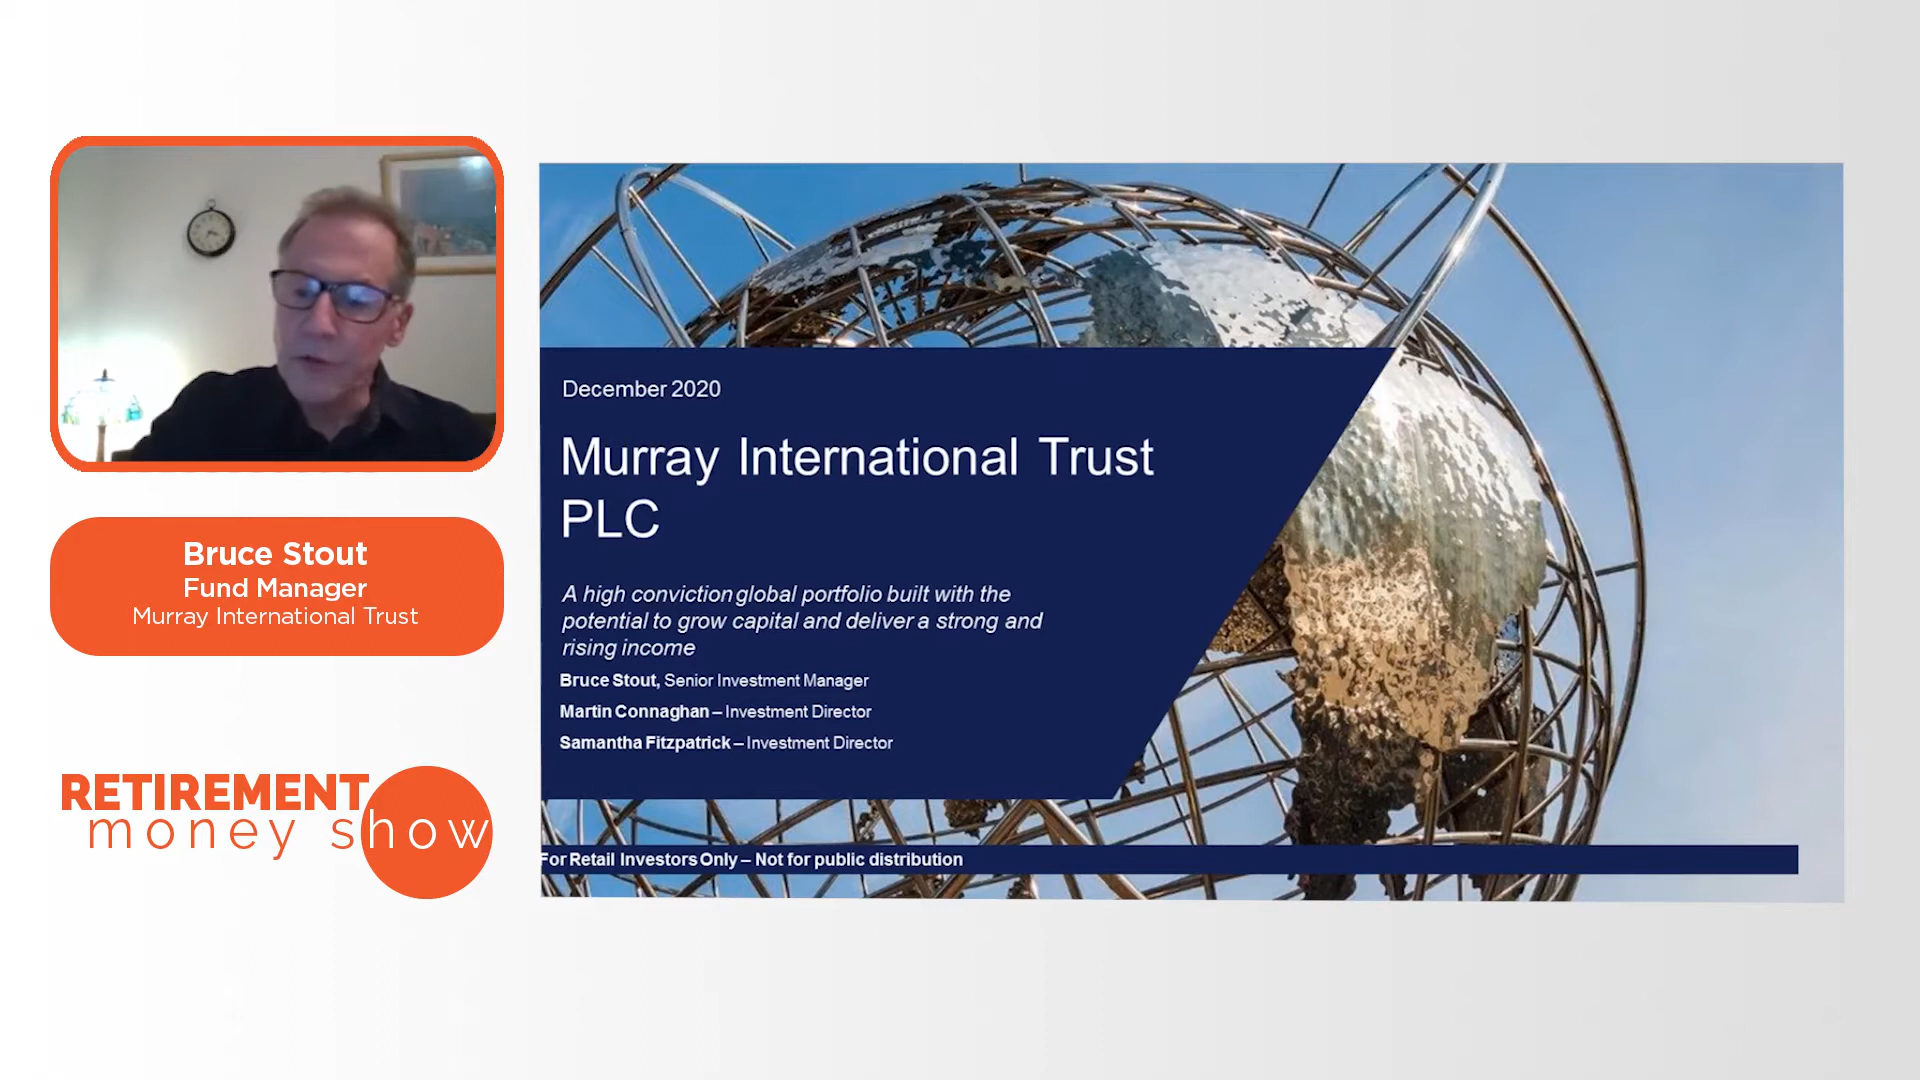 Bruce Stout
Fund Manager
Murray International Trust
RETIREMENT
money show
December 2020
Murray International Trust
PLC
A high conviction global portfolio built with the
potential to grow capital and deliver a strong and
rising income
Bruce Stout, Senior Investment Manager
Martin Connaghan – Investment Director
Samantha Fitzpatrick – Investment Director
For Retail Investors Only – Not for public distribution